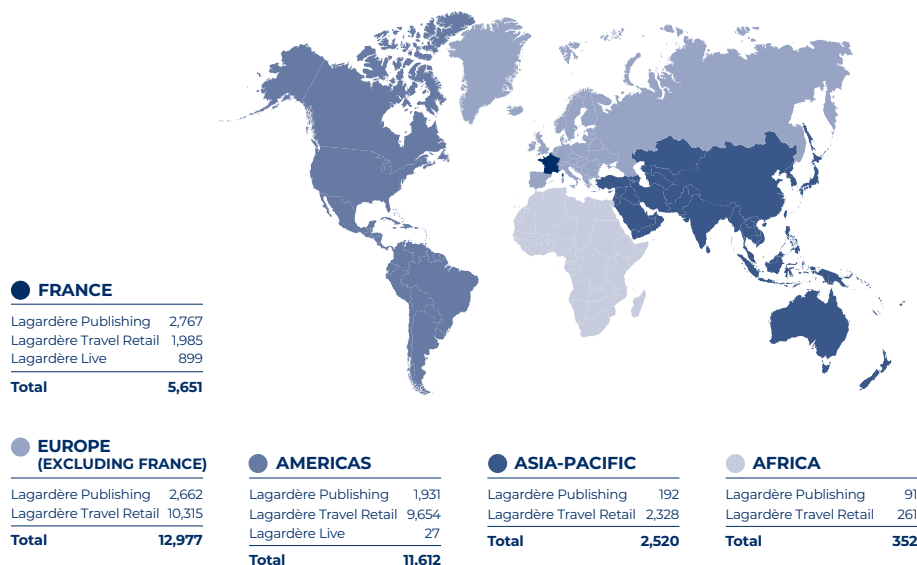 FRANCE
Lagardère Publishing 2,767
Lagardère Travel Retail 1,985
Lagardère Live 899
Total 5,651
EUROPE
(EXCLUDING FRANCE)
Lagardère Publishing 2,662
Lagardère Travel Retail 10,315
Total 12,977
AMERICAS
Lagardère Publishing 1,931
Lagardère Travel Retail 9,654
Lagardère Live 27
Total 11,612
ASIA-PACIFIC
Lagardère Publishing 192
Lagardère Travel Retail 2,328
Total 2,520
AFRICA
Lagardère Publishing 91
Lagardère Travel Retail 261
Total 352